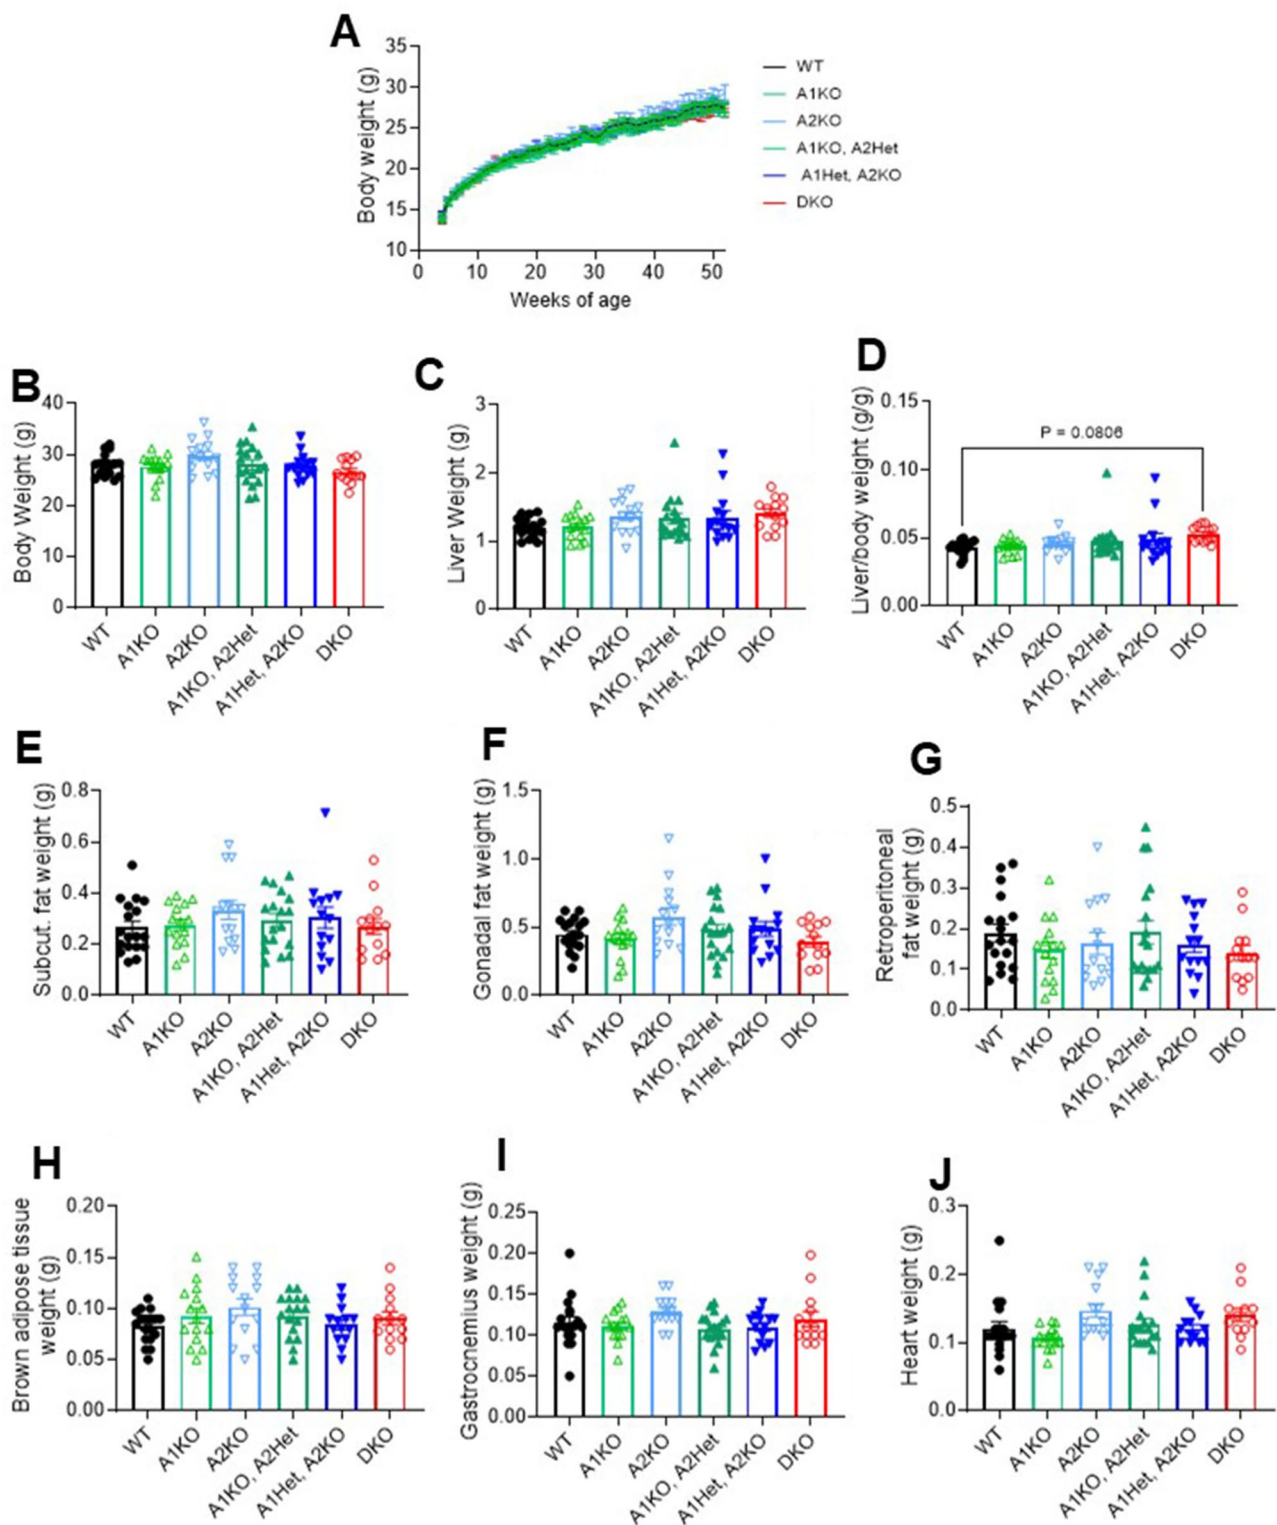 A
Body weight (g)
35
30
25
20
15
10
0 10 20 30 40 50
Weeks of age
WT
A1KO
A2KO
A1KO, A2Het
A1Het, A2KO
DKO
B
Body Weight (g)
40
30
20
10
0
WT A1KO A2KO A1KO, A2Het A1Het, A2KO DKO
C
Liver Weight (g)
3
2
1
0
WT A1KO A2KO A1KO, A2Het A1Het, A2KO DKO
D
Liver/body weight (g/g)
0.15
0.10
0.05
0.00
P = 0.0806
WT A1KO A2KO A1KO, A2Het A1Het, A2KO DKO
E
Subcut. fat weight (g)
0.8
0.6
0.4
0.2
0.0
WT A1KO A2KO A1KO, A2Het A1Het, A2KO DKO
F
Gonadal fat weight (g)
1.5
1.0
0.5
0.0
WT A1KO A2KO A1KO, A2Het A1Het, A2KO DKO
G
Retroperitoneal
fat weight (g)
0.5
0.4
0.3
0.2
0.1
0.0
WT A1KO A2KO A1KO, A2Het A1Het, A2KO DKO
H
Brown adipose tissue
weight (g)
0.20
0.15
0.10
0.05
0.00
WT A1KO A2KO A1KO, A2Het A1Het, A2KO DKO
I
Gastrocnemius weight (g)
0.25
0.20
0.15
0.10
0.05
0.00
WT A1KO A2KO A1KO, A2Het A1Het, A2KO DKO
J
Heart weight (g)
0.3
0.2
0.1
0.0
WT A1KO A2KO A1KO, A2Het A1Het, A2KO DKO